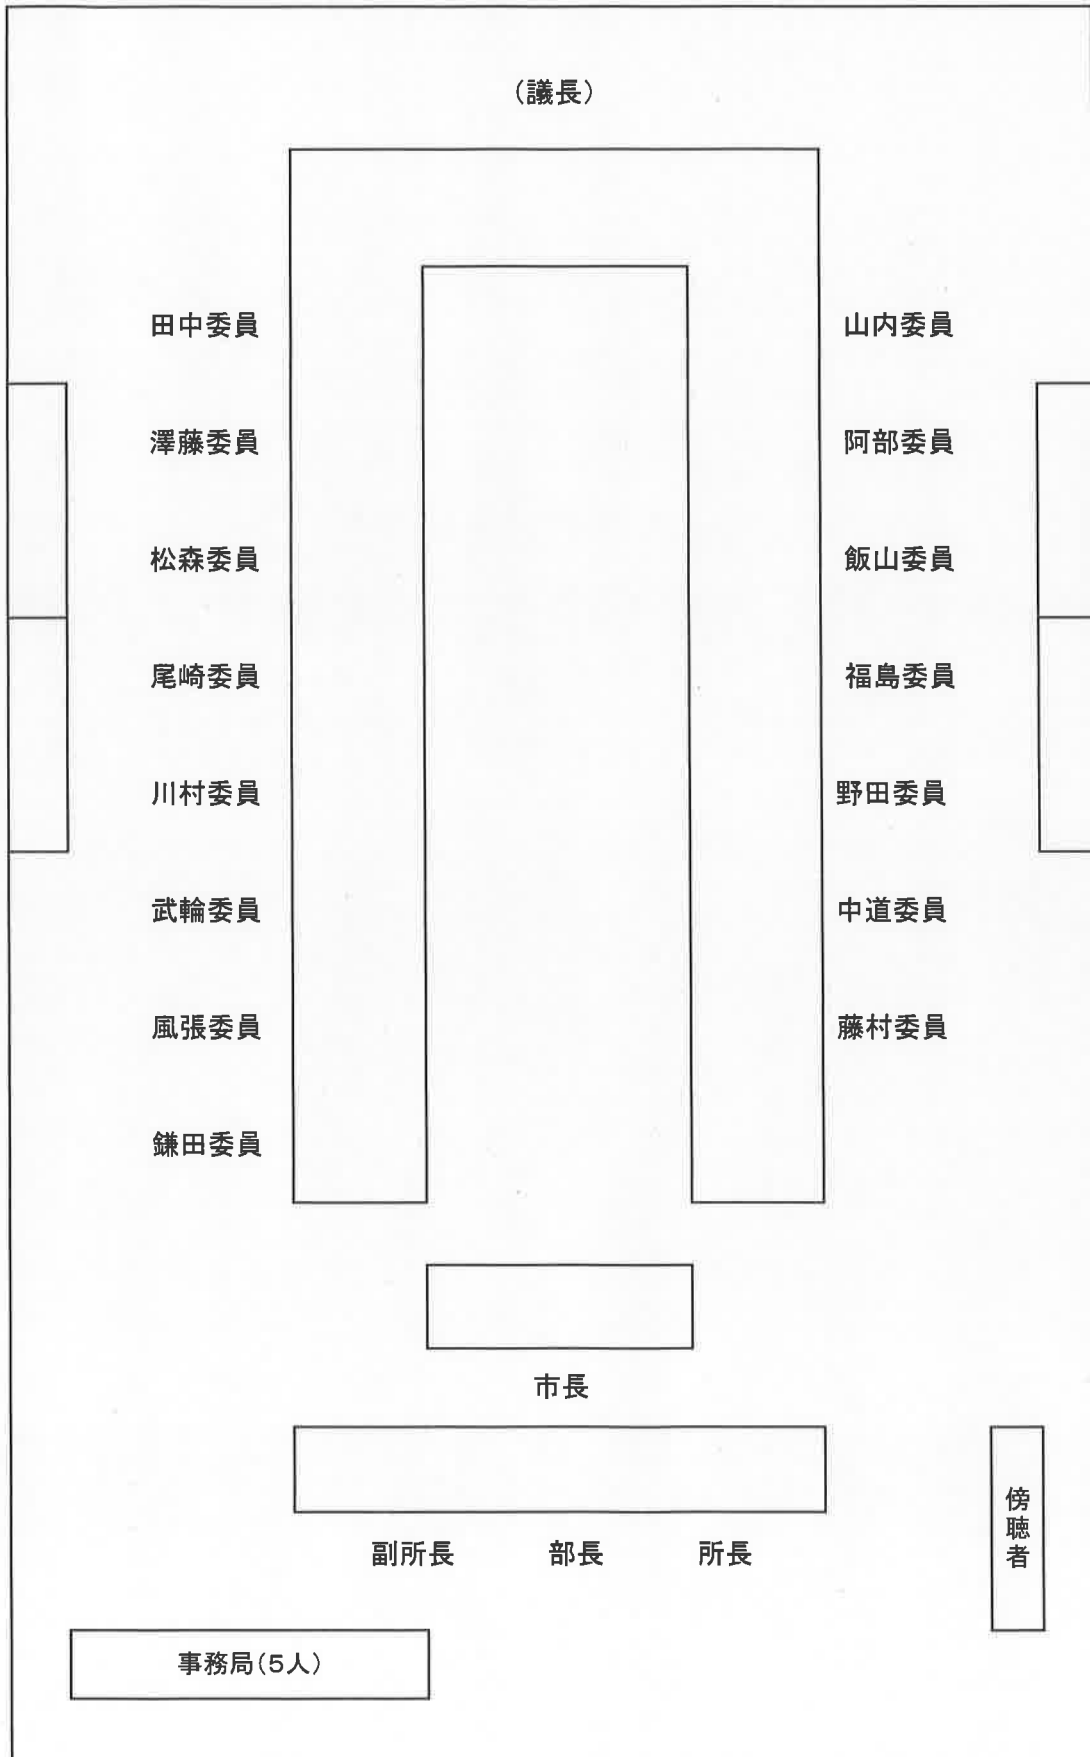 （議長）
田中委員
山内委員
澤藤委員
阿部委員
松森委員
飯山委員
尾崎委員
福島委員
川村委員
野田委員
武輪委員
中道委員
風張委員
藤村委員
鎌田委員
市長
副所長 部長 所長
傍聴者
事務局（5人）